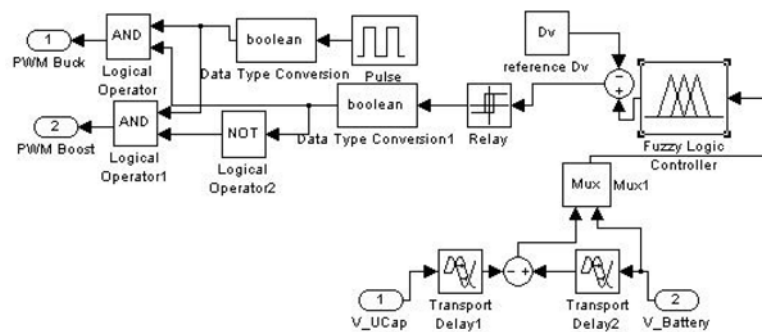 1
PWM Buck
AND
Logical
Operator
boolean
Data Type Conversion
Pulse
Dv
reference Dv
2
PWM Boost
AND
Logical
Operator1
NOT
Logical
Operator2
boolean
Data Type Conversion1
Relay
- +
Fuzzy Logic
Controller
Mux
Mux1
1
V_UCap
Transport
Delay1
- +
Transport
Delay2
2
V_Battery